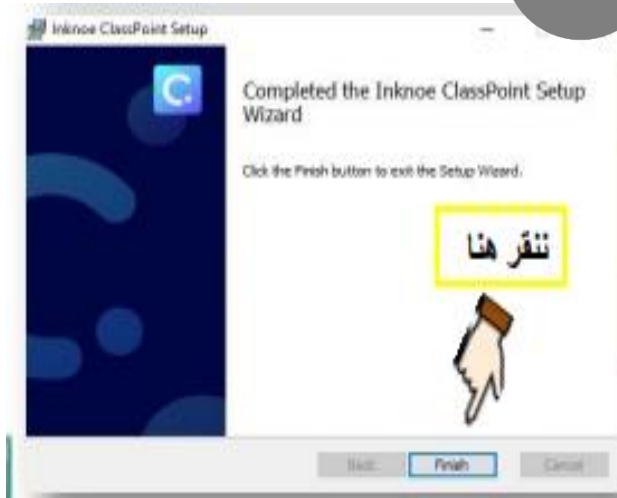 Inknoe ClassPoint Setup
C.
Completed the Inknoe ClassPoint Setup
Wizard
Click the Finish button to exit the Setup Wizard.
ننقر هنا
Back
Finish
Cancel